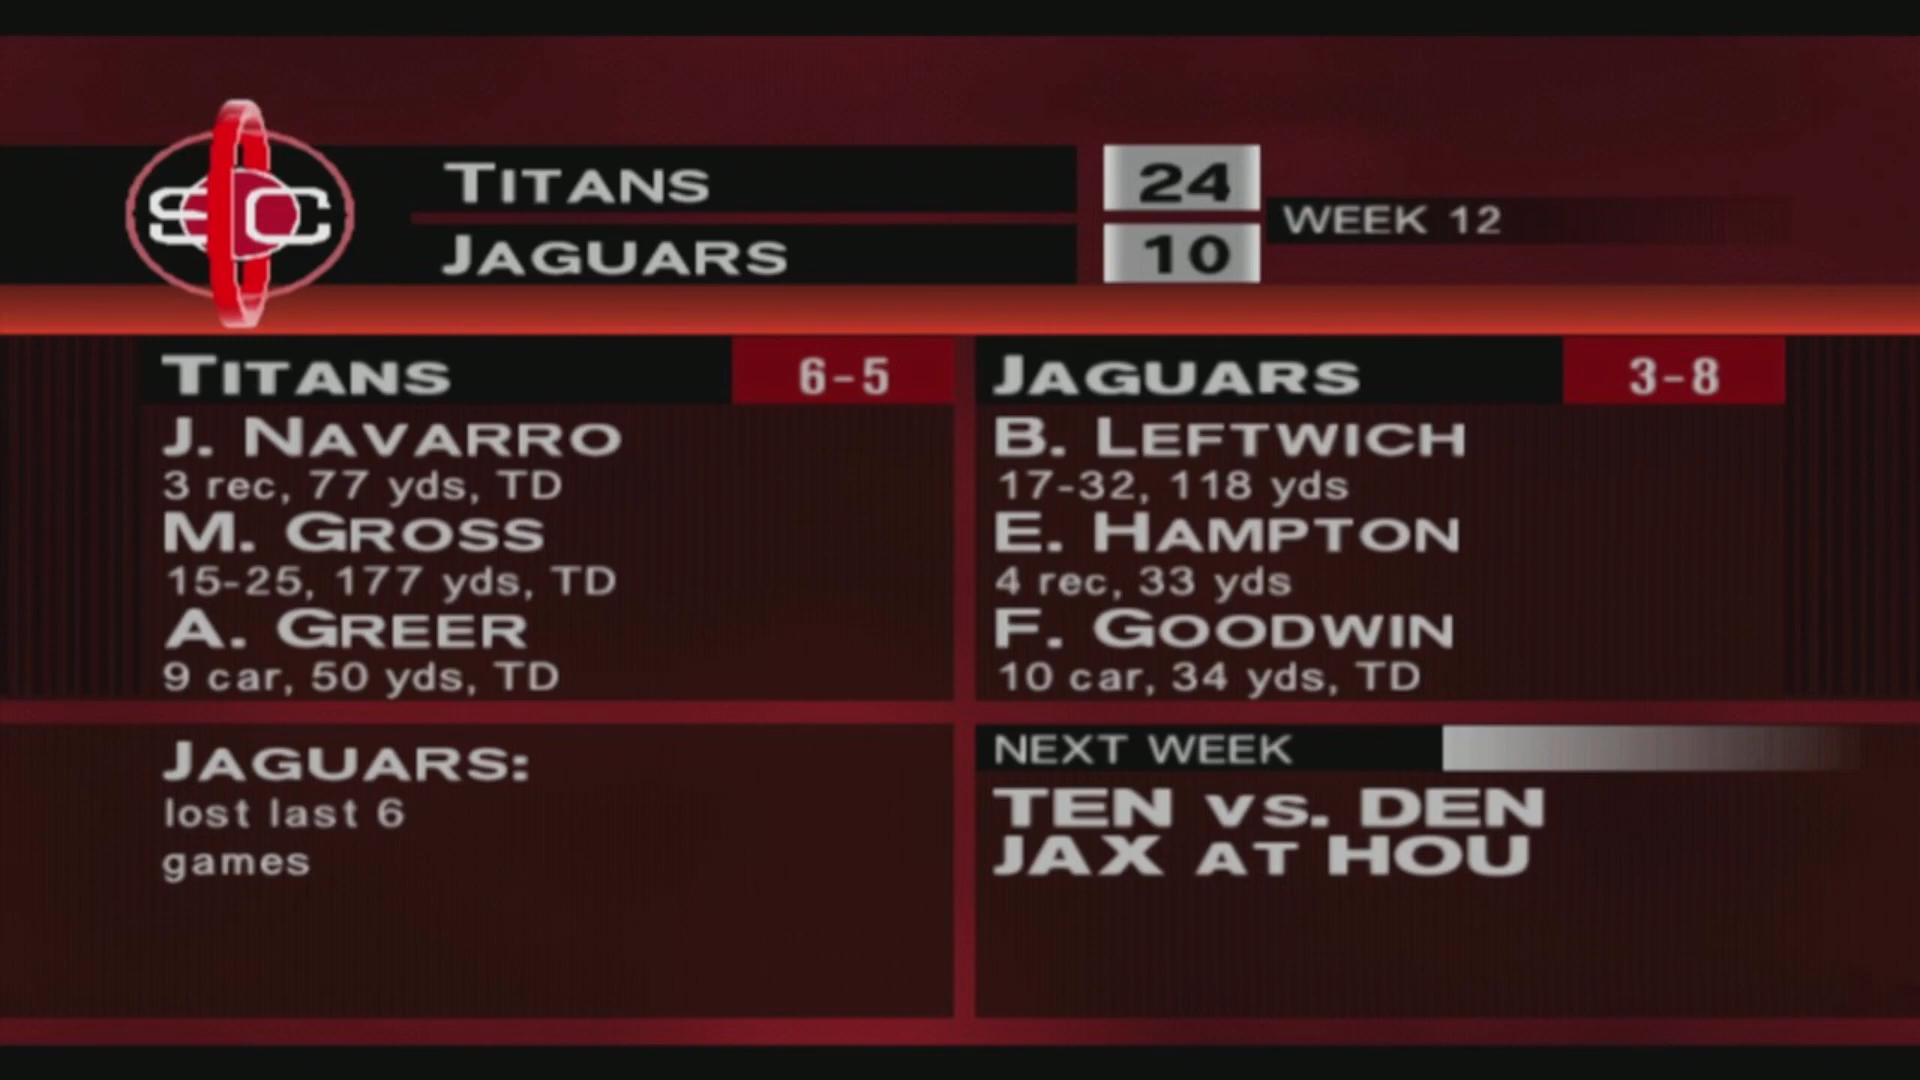 SC
TITANS 24
WEEK 12
JAGUARS 10
TITANS 6-5
J. NAVARRO
3 rec, 77 yds, TD
M. GROSS
15-25, 177 yds, TD
A. GREER
9 car, 50 yds, TD
JAGUARS 3-8
B. LEFTWICH
17-32, 118 yds
E. HAMPTON
4 rec, 33 yds
F. GOODWIN
10 car, 34 yds, TD
JAGUARS:
lost last 6
games
NEXT WEEK
TEN VS. DEN
JAX AT HOU